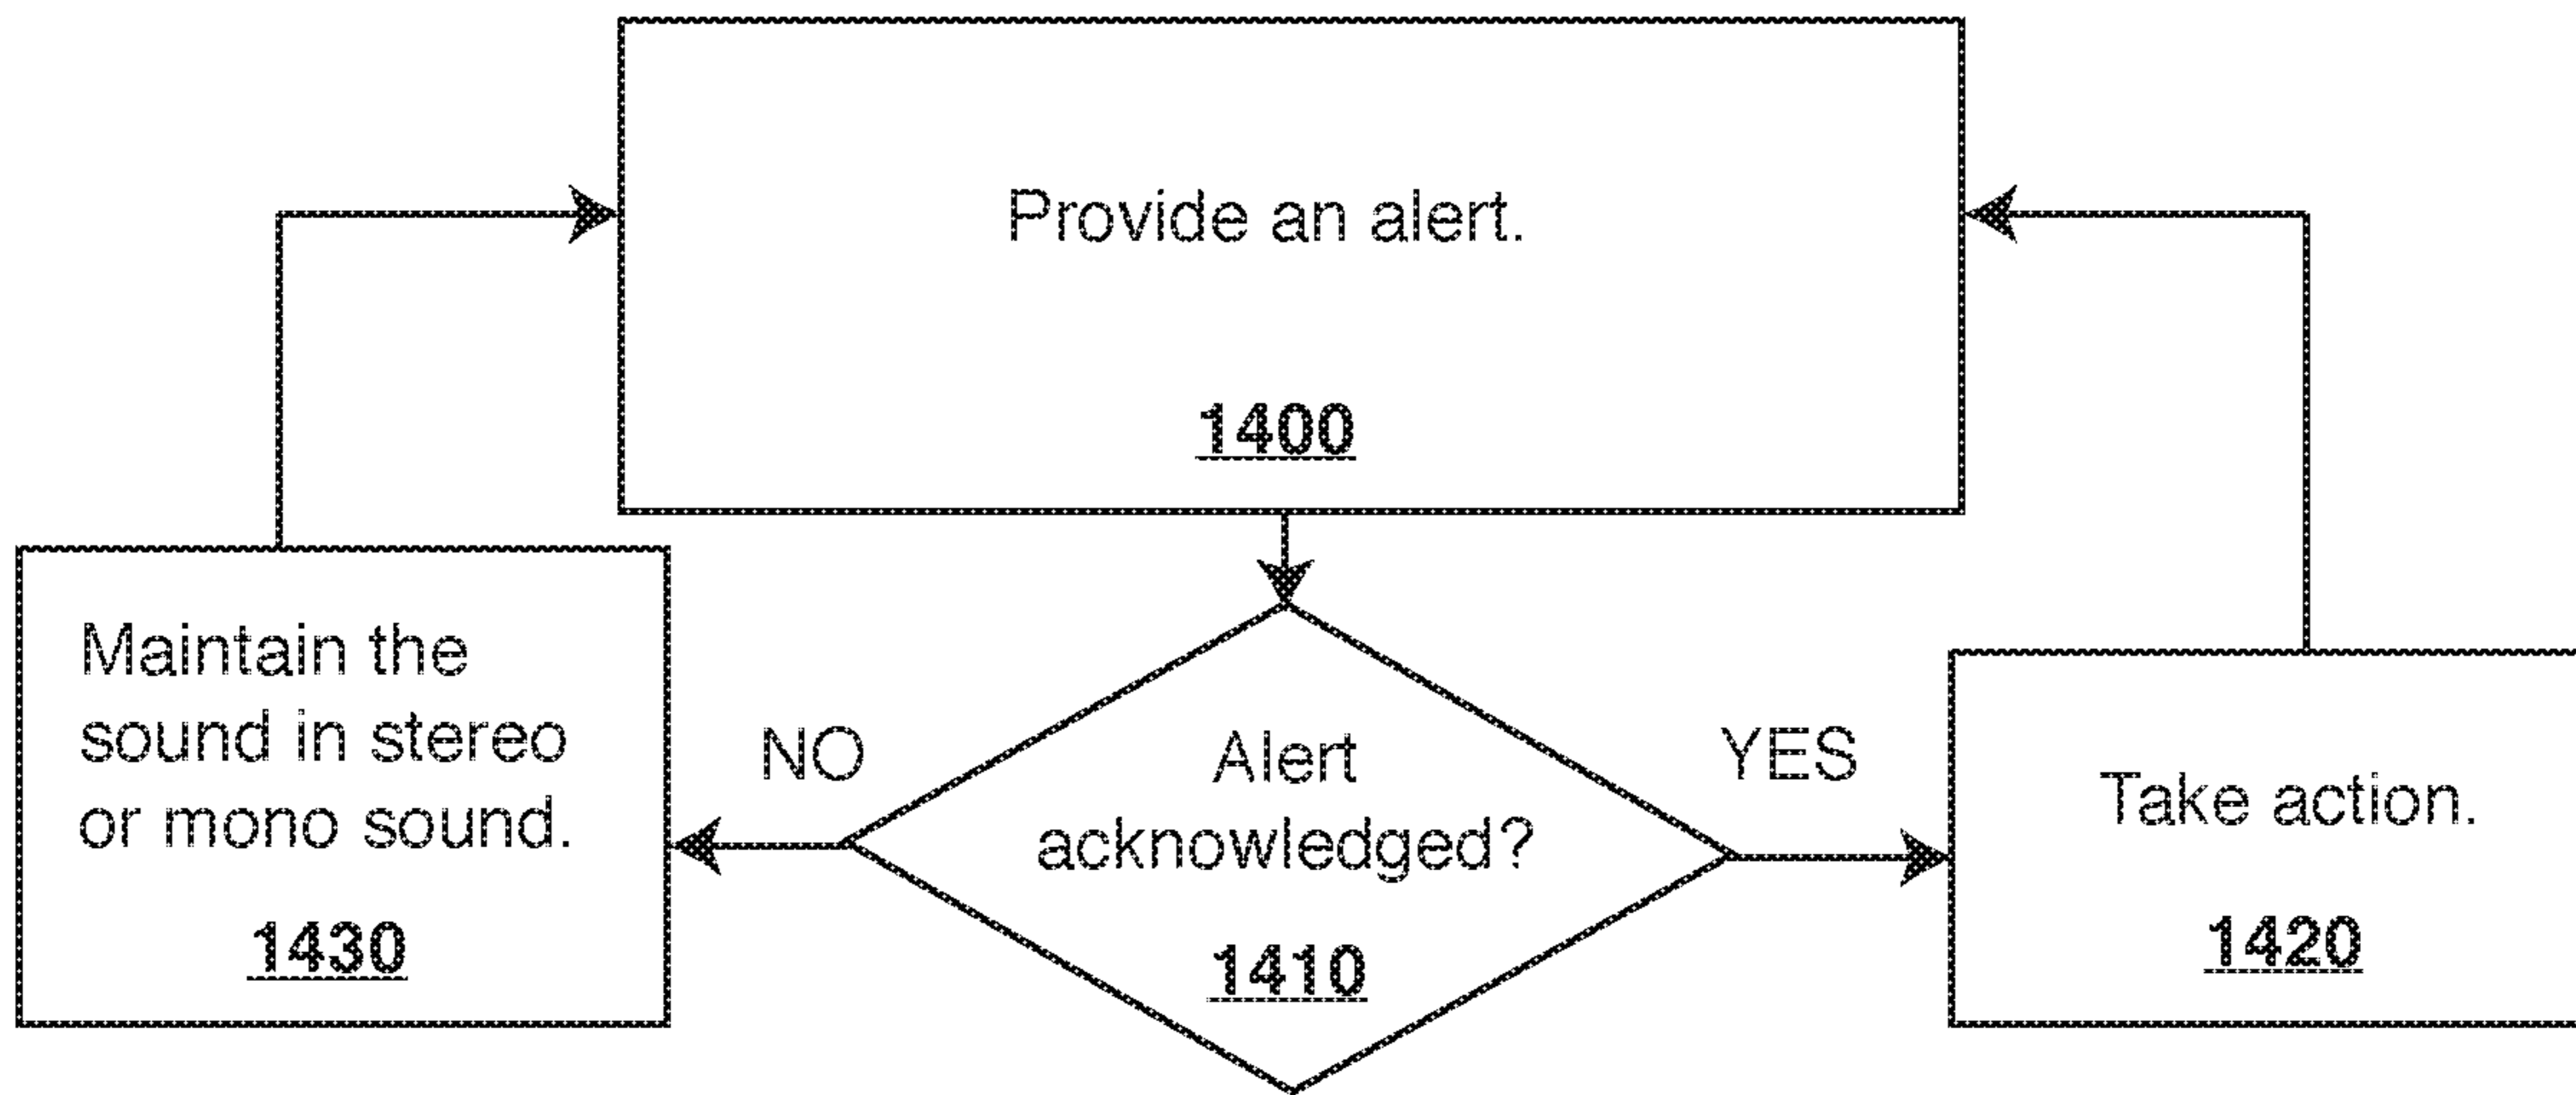 Provide an alert.
1400
Maintain the
sound in stereo
or mono sound.
1430
NO
Alert
acknowledged?
1410
YES
Take action.
1420